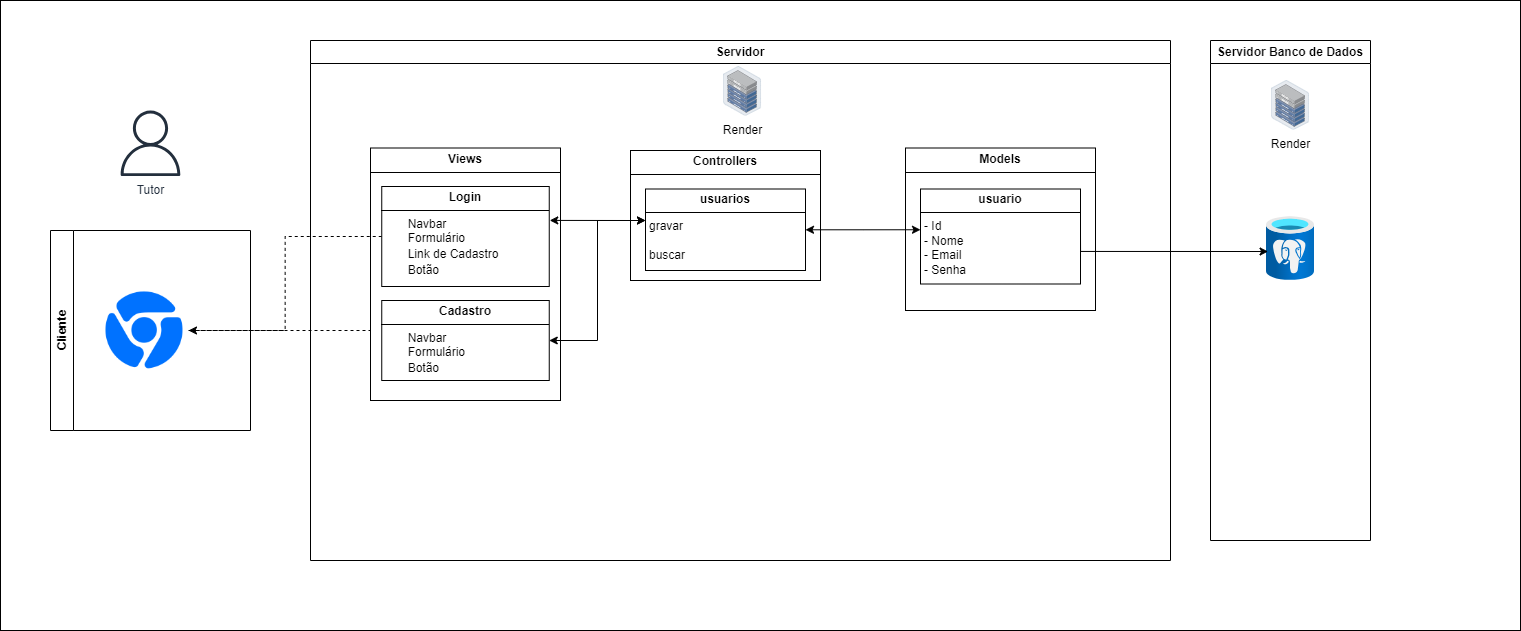 Servidor
Servidor Banco de Dados
Render
Render
Tutor
Cliente
Views
Login
Navbar
Formulário
Link de Cadastro
Botão
Cadastro
Navbar
Formulário
Botão
Controllers
usuarios
gravar
buscar
Models
usuario
- Id
- Nome
- Email
- Senha